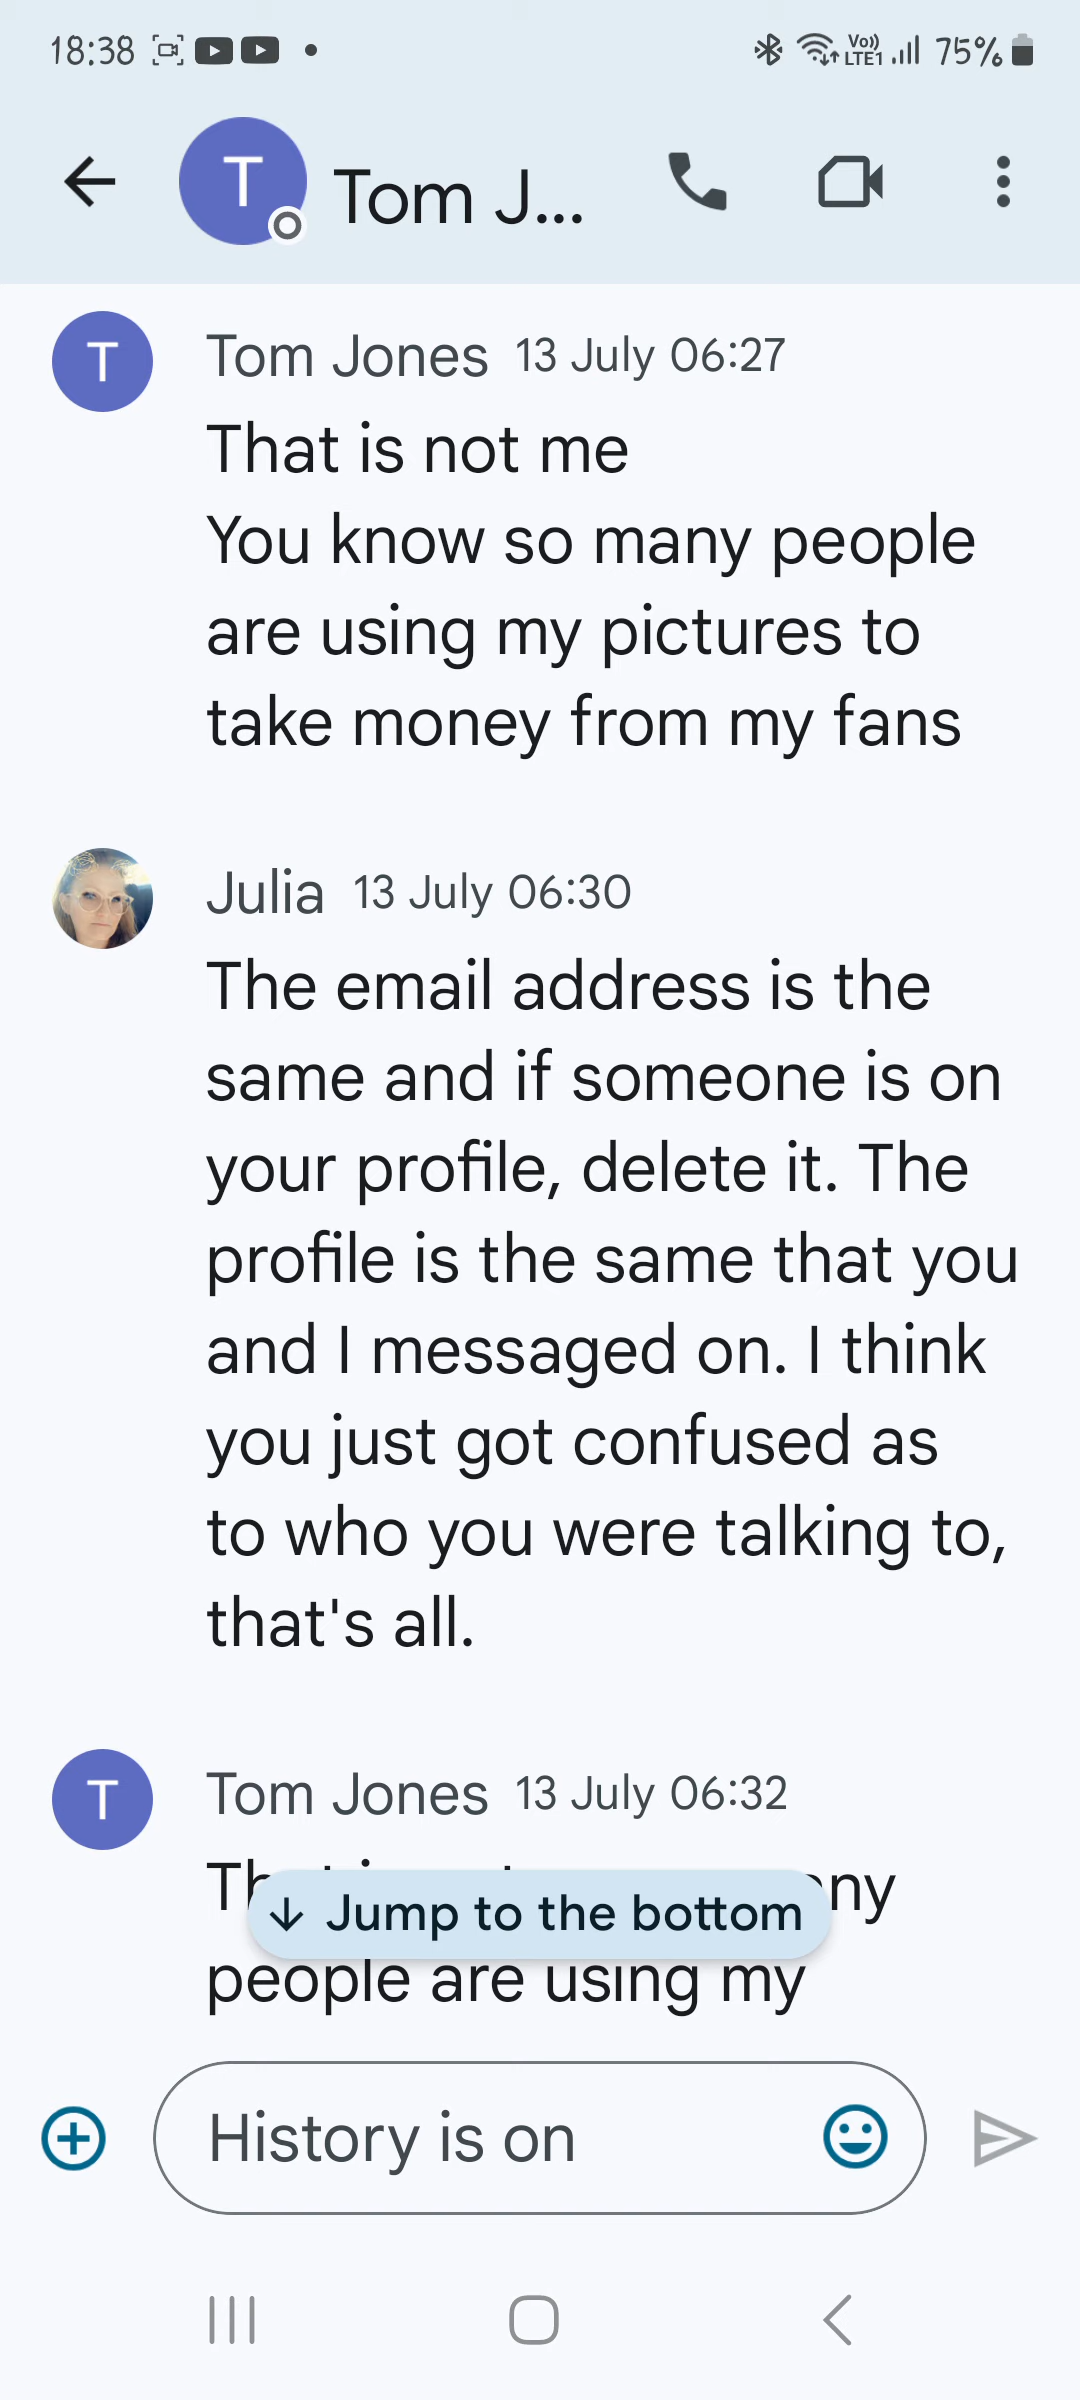 18:38 Vo)) LTE1 75%
T Tom J...
T Tom Jones 13 July 06:27
That is not me
You know so many people
are using my pictures to
take money from my fans
Julia 13 July 06:30
The email address is the
same and if someone is on
your profile, delete it. The
profile is the same that you
and I messaged on. I think
you just got confused as
to who you were talking to,
that's all.
T Tom Jones 13 July 06:32
Jump to the bottom
people are using my
History is on